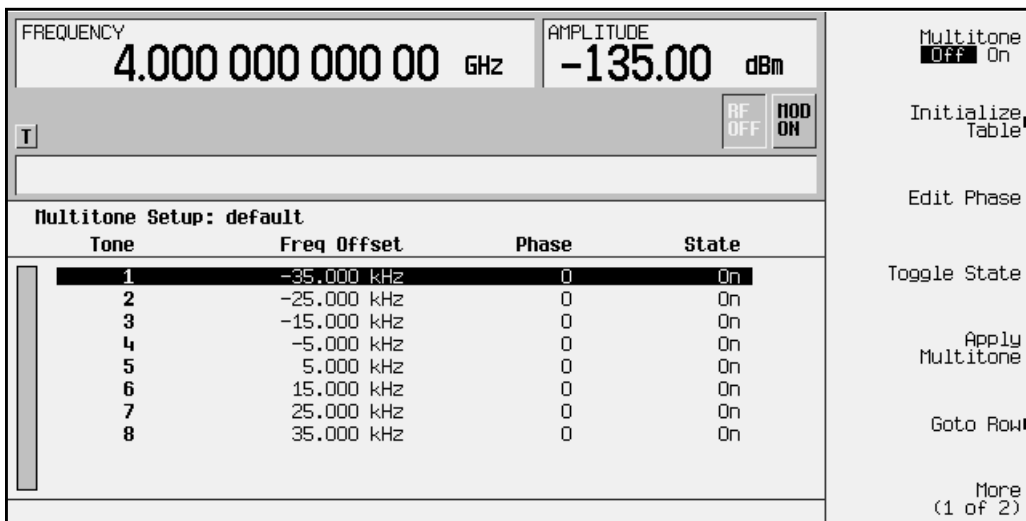 FREQUENCY
4.000 000 000 00 GHz
AMPLITUDE
-135.00 dBm
RF OFF
MOD ON
T
Multitone Setup: default
Tone Freq Offset Phase State
1 -35.000 kHz 0 On
2 -25.000 kHz 0 On
3 -15.000 kHz 0 On
4 -5.000 kHz 0 On
5 5.000 kHz 0 On
6 15.000 kHz 0 On
7 25.000 kHz 0 On
8 35.000 kHz 0 On
Multitone
Off On
Initialize
Table
Edit Phase
Toggle State
Apply
Multitone
Goto Row
More
(1 of 2)